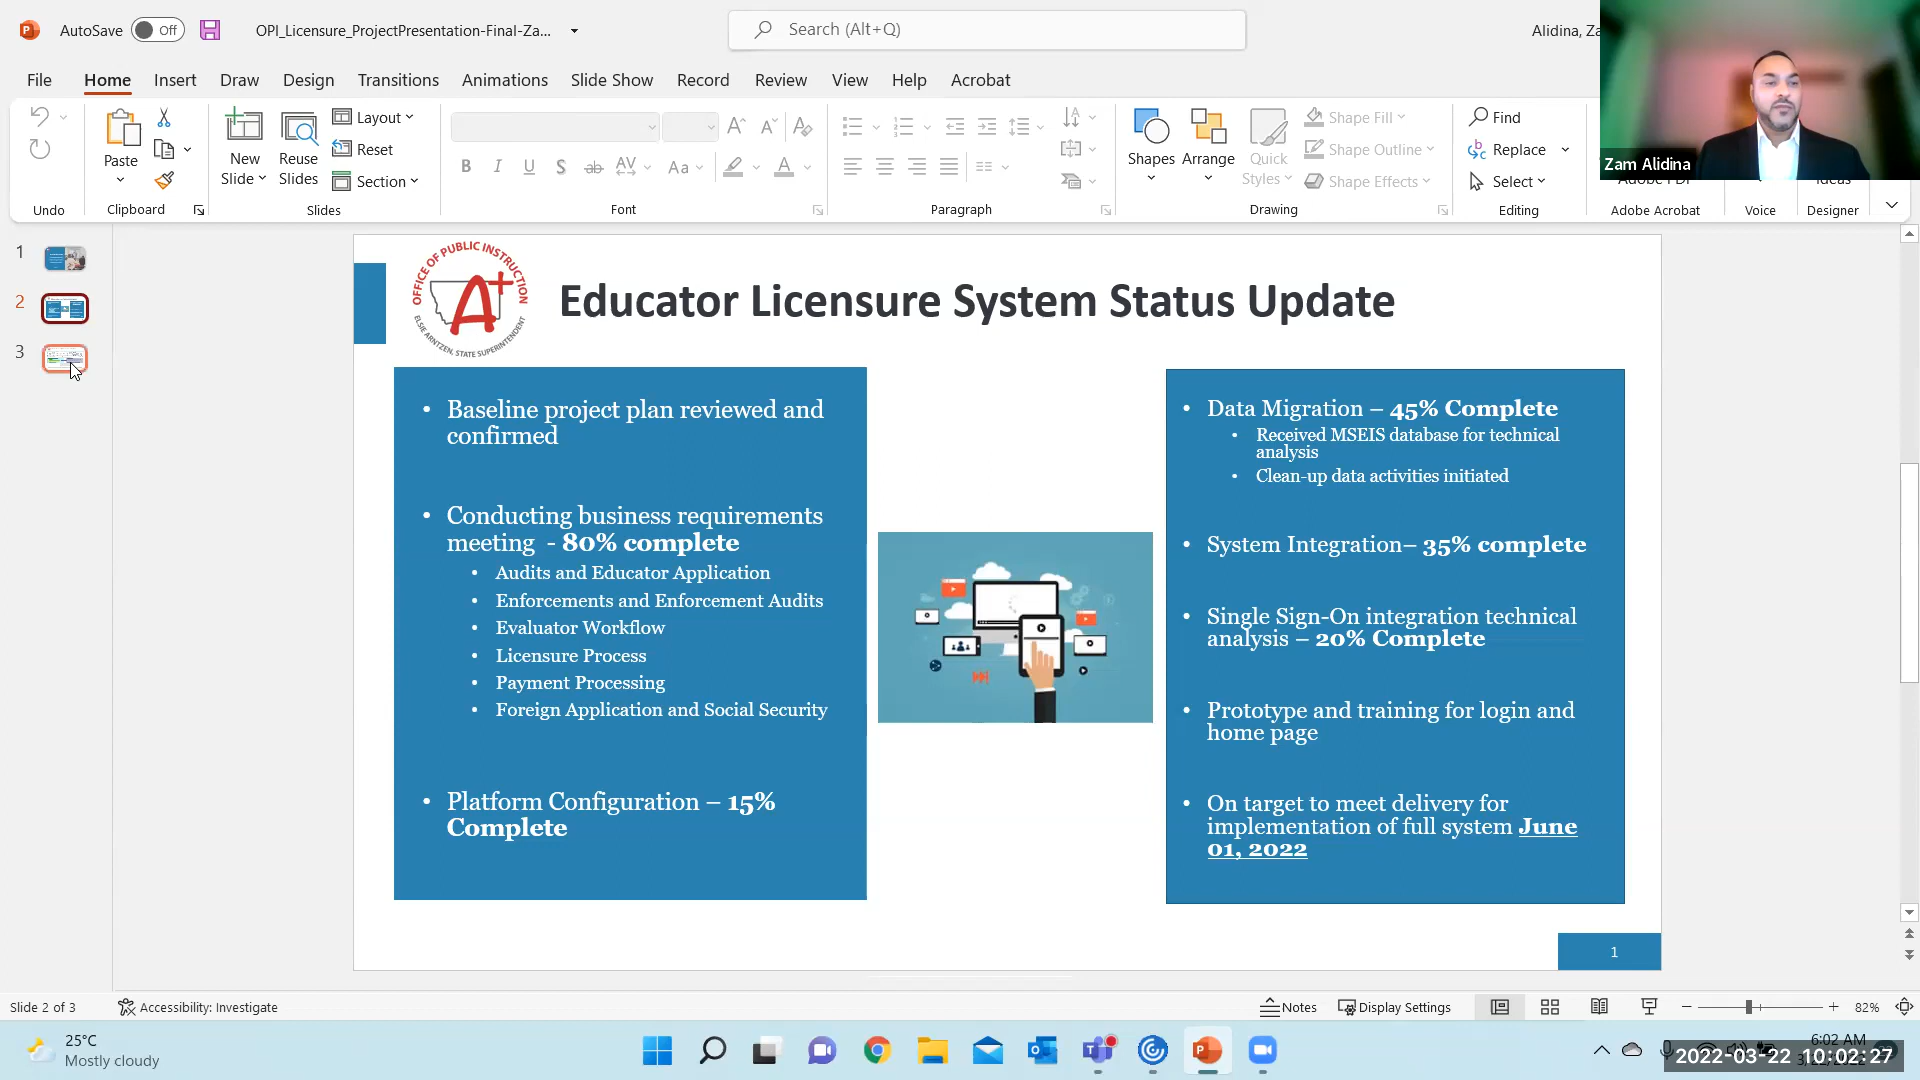 AutoSave Off OPI_Licensure_ProjectPresentation-Final-Za... Search (Alt+Q) Alidina, Za
File Home Insert Draw Design Transitions Animations Slide Show Record Review View Help Acrobat
Paste
New Slide
Reuse Slides
Layout
Reset
Section
Aa
Shapes
Arrange
Quick Styles
Shape Fill
Shape Outline
Shape Effects
Find
Replace
Select
Zam Alidina
Undo Clipboard Slides Font Paragraph Drawing Editing Adobe Acrobat Voice Designer
1
2
3
OFFICE OF PUBLIC INSTRUCTION
A+
ELSIE ARNTZEN, STATE SUPERINTENDENT
Educator Licensure System Status Update
• Baseline project plan reviewed and
confirmed
• Conducting business requirements
meeting - 80% complete
• Audits and Educator Application
• Enforcements and Enforcement Audits
• Evaluator Workflow
• Licensure Process
• Payment Processing
• Foreign Application and Social Security
• Platform Configuration – 15%
Complete
• Data Migration – 45% Complete
• Received MSEIS database for technical
analysis
• Clean-up data activities initiated
• System Integration– 35% complete
• Single Sign-On integration technical
analysis – 20% Complete
• Prototype and training for login and
home page
• On target to meet delivery for
implementation of full system June
01, 2022
1
Slide 2 of 3 Accessibility: Investigate Notes Display Settings 82%
25°C
Mostly cloudy
6:02 AM
2022-03-22 10:02:27